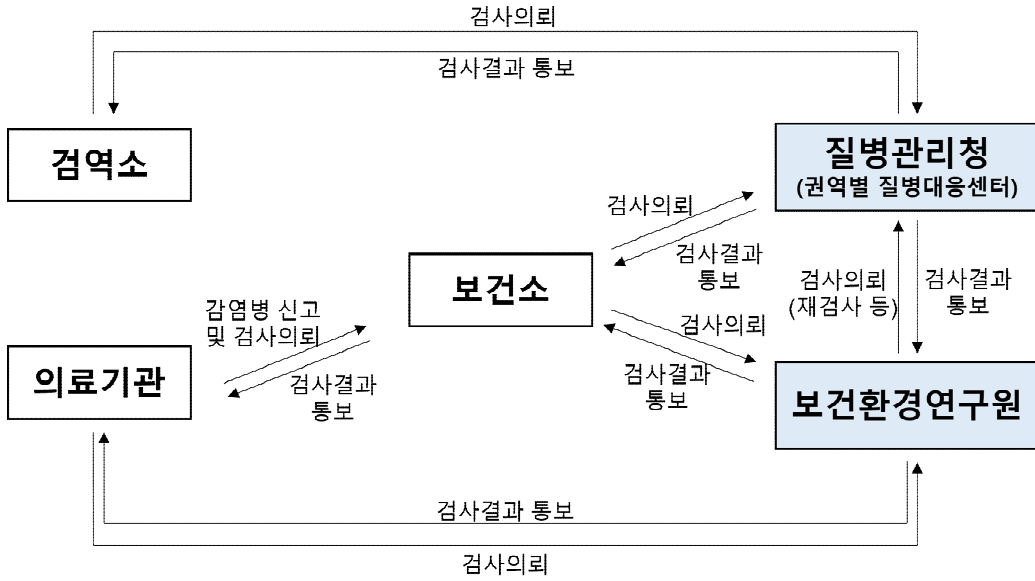 검사의뢰
검사결과 통보
검역소
질병관리청
(권역별 질병대응센터)
검사의뢰
검사결과
통보
보건소
검사의뢰
(재검사 등)
검사결과
통보
감염병 신고
및 검사의뢰
검사의뢰
의료기관
검사결과
통보
검사결과
통보
보건환경연구원
검사결과 통보
검사의뢰